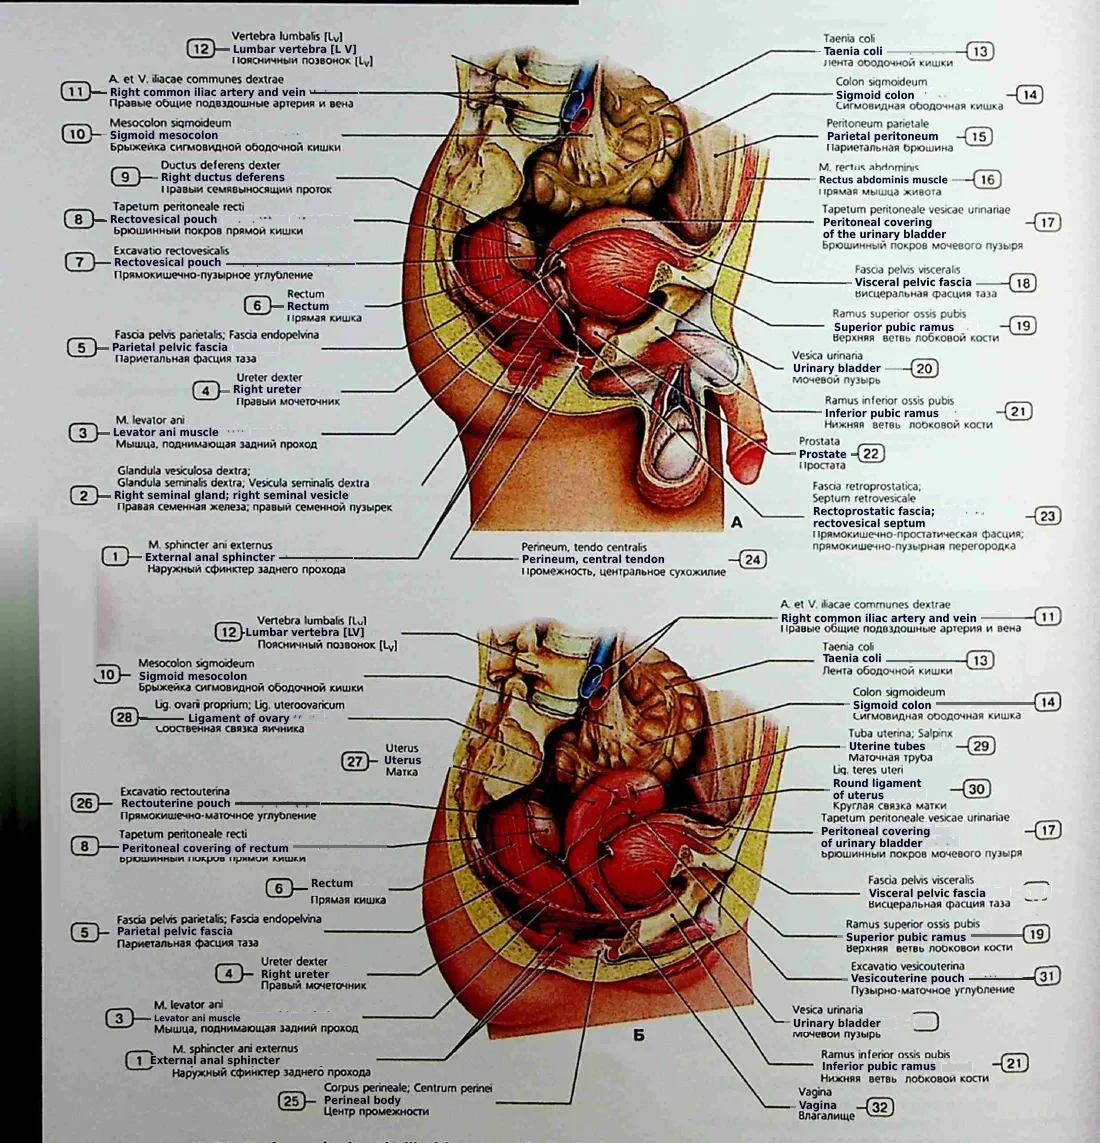 Vertebra lumbalis [Lv]
12 Lumbar vertebra [L V]
Поясничный позвонок [Lv]
A. et V. iliacae communes dextrae
11 Right common iliac artery and vein
Правые общие подвздошные артерия и вена
Mesocolon sigmoideum
10 Sigmoid mesocolon
Брыжейка сигмовидной ободочной кишки
Ductus deferens dexter
9 Right ductus deferens
Правый семявыносящий проток
Tapetum peritoneale recti
8 Rectovesical pouch
Брюшинный покров прямой кишки
Excavatio rectovesicalis
7 Rectovesical pouch
Прямокишечно-пузырное углубление
Rectum
6 Rectum
Прямая кишка
Fascia pelvis parietalis; Fascia endopelvina
5 Parietal pelvic fascia
Париетальная фасция таза
Ureter dexter
4 Right ureter
Правый мочеточник
M. levator ani
3 Levator ani muscle
Мышца, поднимающая задний проход
Glandula vesiculosa dextra;
Glandula seminalis dextra; Vesicula seminalis dextra
2 Right seminal gland; right seminal vesicle
Правая семенная железа; правый семенной пузырек
M. sphincter ani externus
1 External anal sphincter
Наружный сфинктер заднего прохода
Taenia coli
Taenia coli 13
Лента ободочной кишки
Colon sigmoideum
Sigmoid colon 14
Сигмовидная ободочная кишка
Peritoneum parietale
Parietal peritoneum 15
Париетальная брюшина
M. rectus abdominis
Rectus abdominis muscle 16
Прямая мышца живота
Tapetum peritoneale vesicae urinariae
Peritoneal covering 17
of the urinary bladder
Брюшинный покров мочевого пузыря
Fascia pelvis visceralis
Visceral pelvic fascia 18
Висцеральная фасция таза
Ramus superior ossis pubis
Superior pubic ramus 19
Верхняя ветвь лобковой кости
Vesica urinaria
Urinary bladder 20
Мочевой пузырь
Ramus inferior ossis pubis
Inferior pubic ramus 21
Нижняя ветвь лобковой кости
Prostata
Prostate 22
Простата
Fascia retroprostatica;
Septum retrovesicale
Rectoprostatic fascia; 23
rectovesical septum
Прямокишечно-простатическая фасция;
прямокишечно-пузырная перегородка
А
Perineum, tendo centralis
Perineum, central tendon 24
Промежность, центральное сухожилие
Vertebra lumbalis [Lv]
12 Lumbar vertebra [LV]
Поясничный позвонок [Lv]
Mesocolon sigmoideum
10 Sigmoid mesocolon
Брыжейка сигмовидной ободочной кишки
Lig. ovarii proprium; Lig. uteroovaricum
28 Ligament of ovary
Собственная связка яичника
Uterus
27 Uterus
Матка
Excavatio rectouterina
26 Rectouterine pouch
Прямокишечно-маточное углубление
Tapetum peritoneale recti
8 Peritoneal covering of rectum
Брюшинный покров прямой кишки
6 Rectum
Прямая кишка
Fascia pelvis parietalis; Fascia endopelvina
5 Parietal pelvic fascia
Париетальная фасция таза
Ureter dexter
4 Right ureter
Правый мочеточник
M. levator ani
3 Levator ani muscle
Мышца, поднимающая задний проход
M. sphincter ani externus
1 External anal sphincter
Наружный сфинктер заднего прохода
Corpus perineale; Centrum perinei
25 Perineal body
Центр промежности
A. et V. iliacae communes dextrae
Right common iliac artery and vein 11
Правые общие подвздошные артерия и вена
Taenia coli
Taenia coli 13
Лента ободочной кишки
Colon sigmoideum
Sigmoid colon 14
Сигмовидная ободочная кишка
Tuba uterina; Salpinx
Uterine tubes 29
Маточная труба
Lig. teres uteri
Round ligament 30
of uterus
Круглая связка матки
Tapetum peritoneale vesicae urinariae
Peritoneal covering 17
of urinary bladder
Брюшинный покров мочевого пузыря
Fascia pelvis visceralis
Visceral pelvic fascia
Висцеральная фасция таза
Ramus superior ossis pubis
Superior pubic ramus 19
Верхняя ветвь лобковой кости
Excavatio vesicouterina
Vesicouterine pouch 31
Пузырно-маточное углубление
Vesica urinaria
Urinary bladder
Мочевой пузырь
Ramus inferior ossis pubis
Inferior pubic ramus 21
Нижняя ветвь лобковой кости
Vagina
Vagina 32
Влагалище
Б